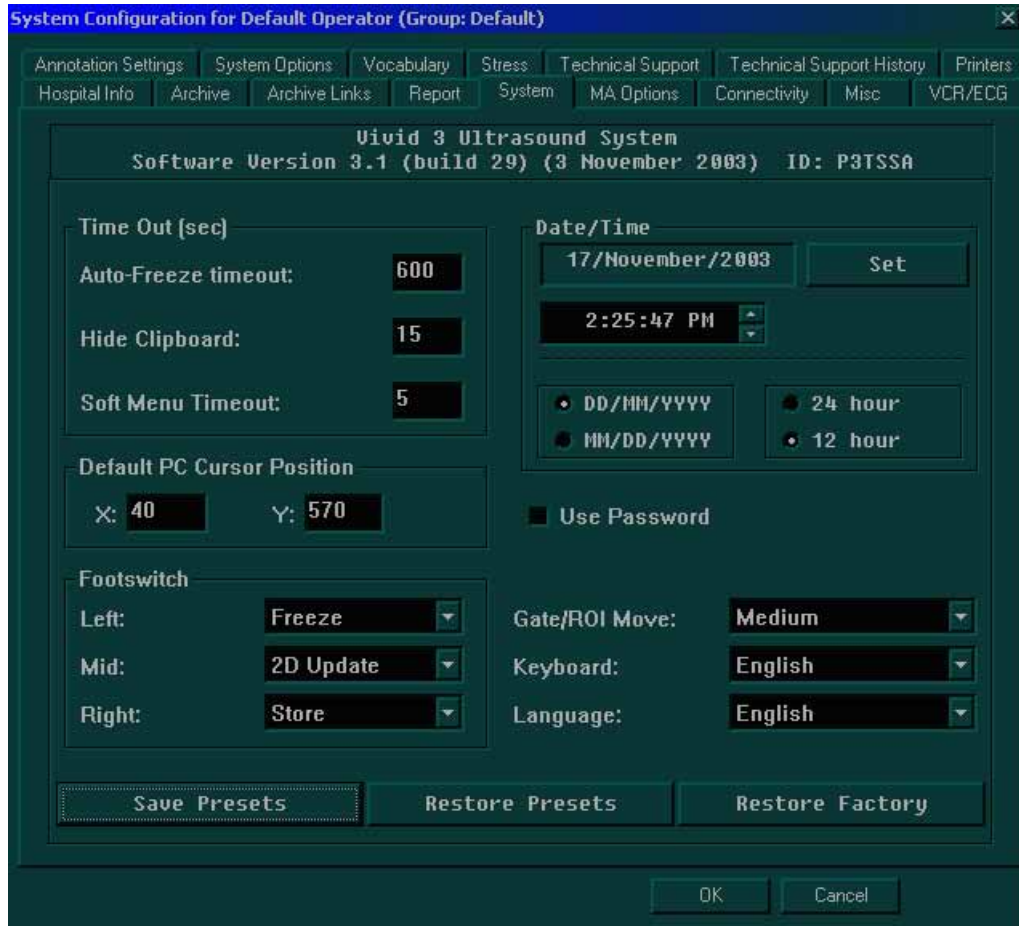 System Configuration for Default Operator (Group: Default)
Annotation Settings System Options Vocabulary Stress Technical Support Technical Support History Printers
Hospital Info Archive Archive Links Report System MA Options Connectivity Misc VCR/ECG
Vivid 3 Ultrasound System
Software Version 3.1 (build 29) (3 November 2003) ID: P3TSSA
Time Out (sec)
Auto-Freeze timeout: 600
Hide Clipboard: 15
Soft Menu Timeout: 5
Date/Time
17/November/2003 Set
2:25:47 PM
DD/MM/YYYY 24 hour
MM/DD/YYYY 12 hour
Default PC Cursor Position
X: 40 Y: 570
Use Password
Footswitch
Left: Freeze
Mid: 2D Update
Right: Store
Gate/ROI Move: Medium
Keyboard: English
Language: English
Save Presets Restore Presets Restore Factory
OK Cancel